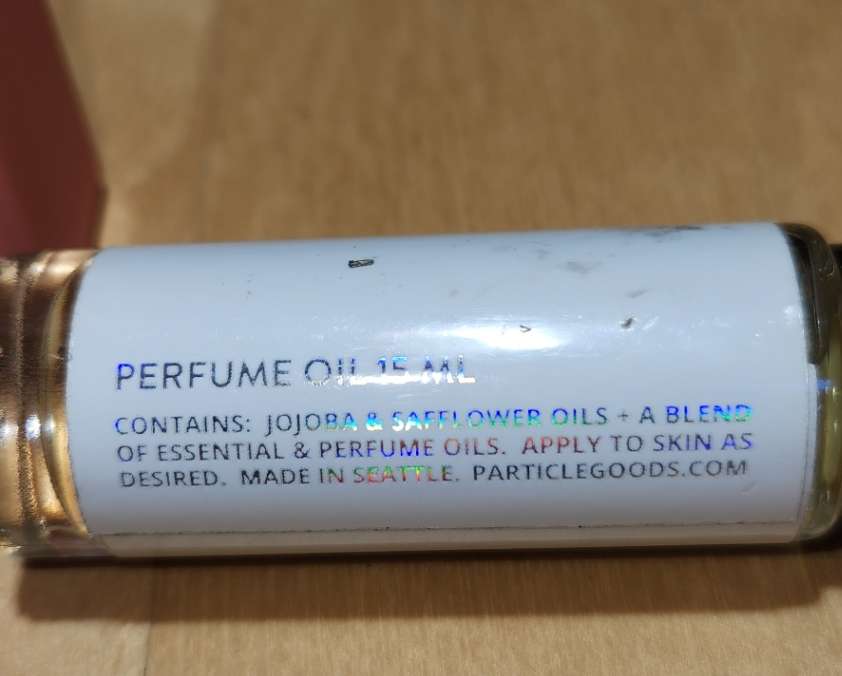 PERFUME OIL 15 ML
CONTAINS: JOJOBA & SAFFLOWER OILS + A BLEND
OF ESSENTIAL & PERFUME OILS. APPLY TO SKIN AS
DESIRED. MADE IN SEATTLE. PARTICLEGOODS.COM